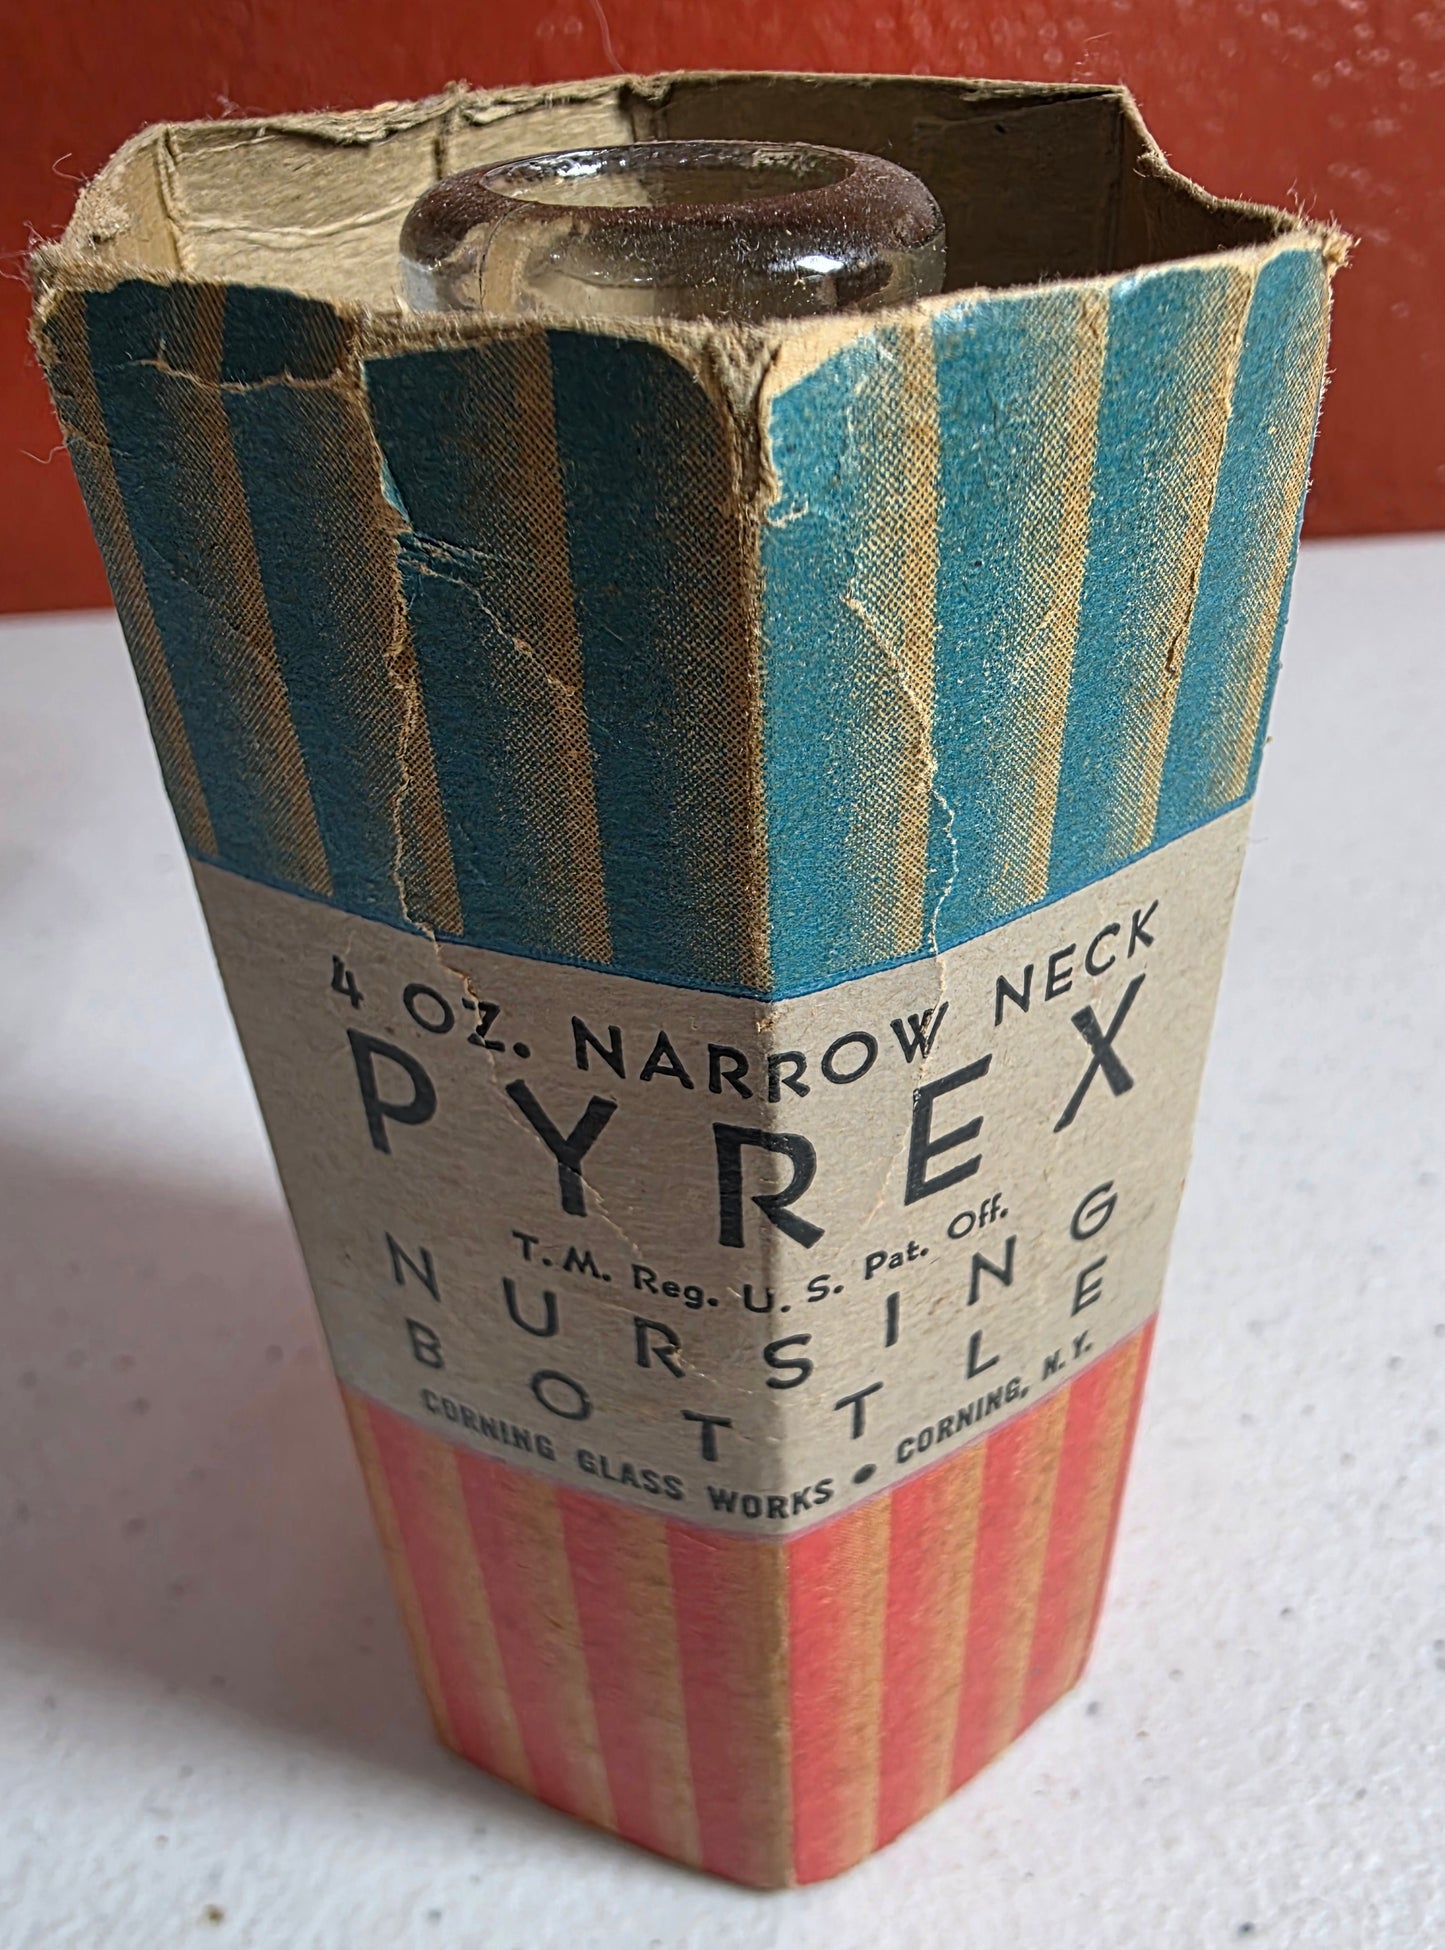 4 OZ. NARROW NECK
PYREX
T.M. Reg. U. S. Pat. Off.
NURSING
BOTTLE
CORNING GLASS WORKS • CORNING, N.Y.